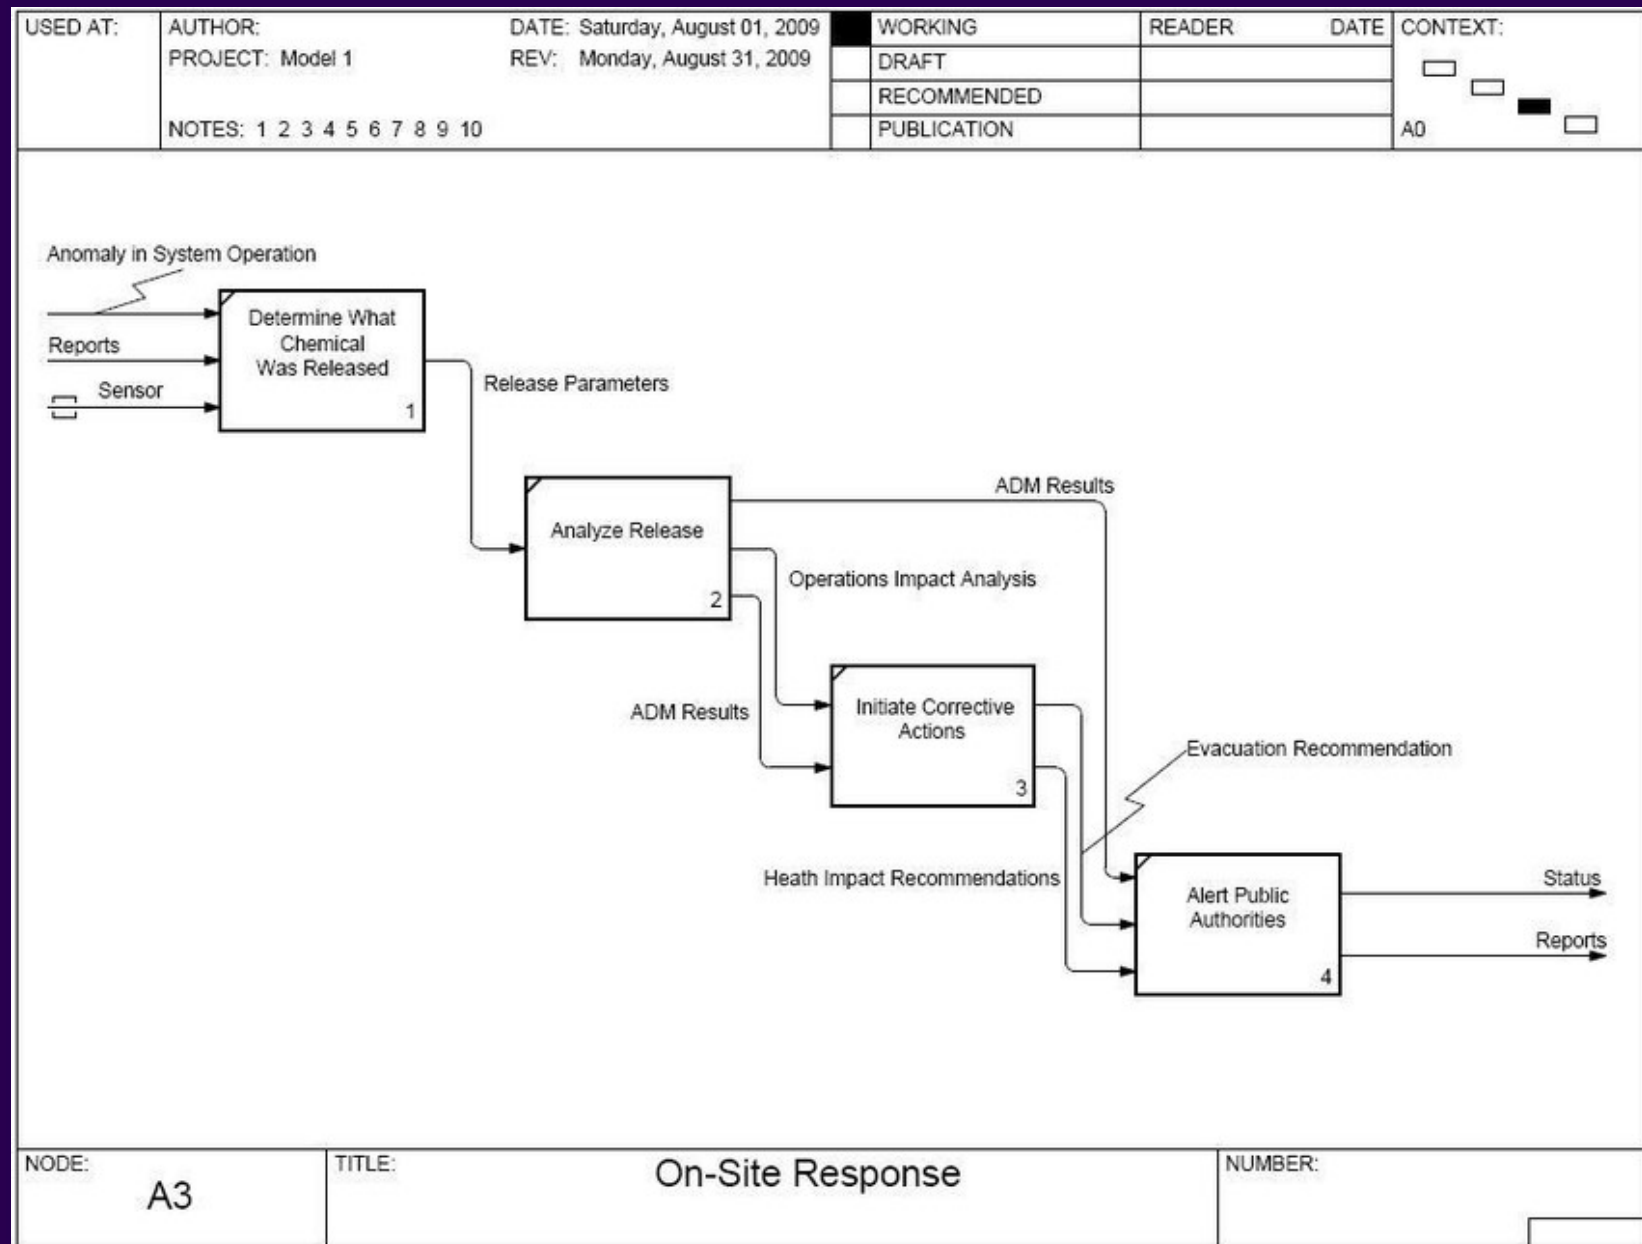 USED AT:
AUTHOR:
DATE: Saturday, August 01, 2009
PROJECT: Model 1
REV: Monday, August 31, 2009
NOTES: 1 2 3 4 5 6 7 8 9 10
WORKING
DRAFT
RECOMMENDED
PUBLICATION
READER DATE
CONTEXT:
A0
Anomaly in System Operation
Reports
Sensor
Determine What
Chemical
Was Released
1
Release Parameters
Analyze Release
2
ADM Results
Operations Impact Analysis
ADM Results
Initiate Corrective
Actions
3
Evacuation Recommendation
Heath Impact Recommendations
Alert Public
Authorities
4
Status
Reports
NODE:
A3
TITLE:
On-Site Response
NUMBER: